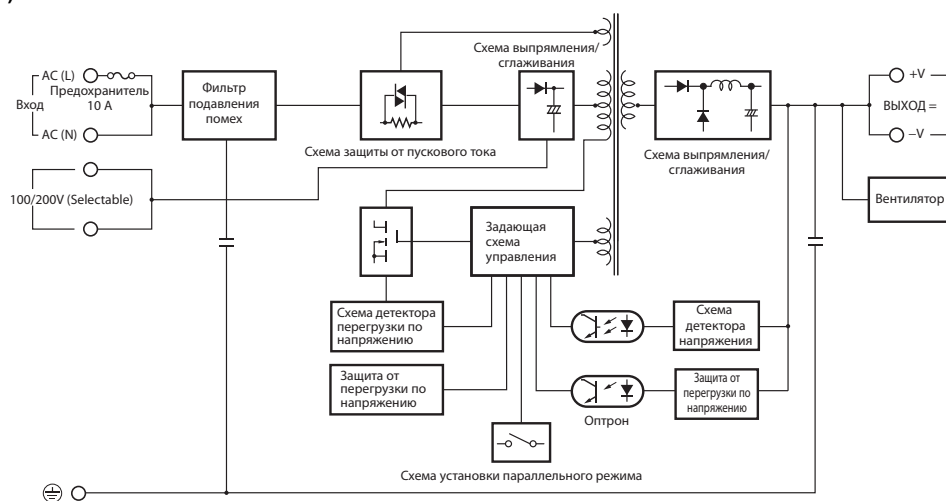 AC (L)
Предохранитель
10 A
Вход
AC (N)
100/200V (Selectable)
Фильтр
подавления
помех
Схема защиты от пускового тока
Схема выпрямления/
сглаживания
Схема выпрямления/
сглаживания
+V
ВЫХОД =
–V
Вентилятор
Задающая
схема
управления
Схема детектора
перегрузки по
напряжению
Защита от
перегрузки по
напряжению
Схема
детектора
напряжения
Защита от
перегрузки по
напряжению
Оптрон
Схема установки параллельного режима